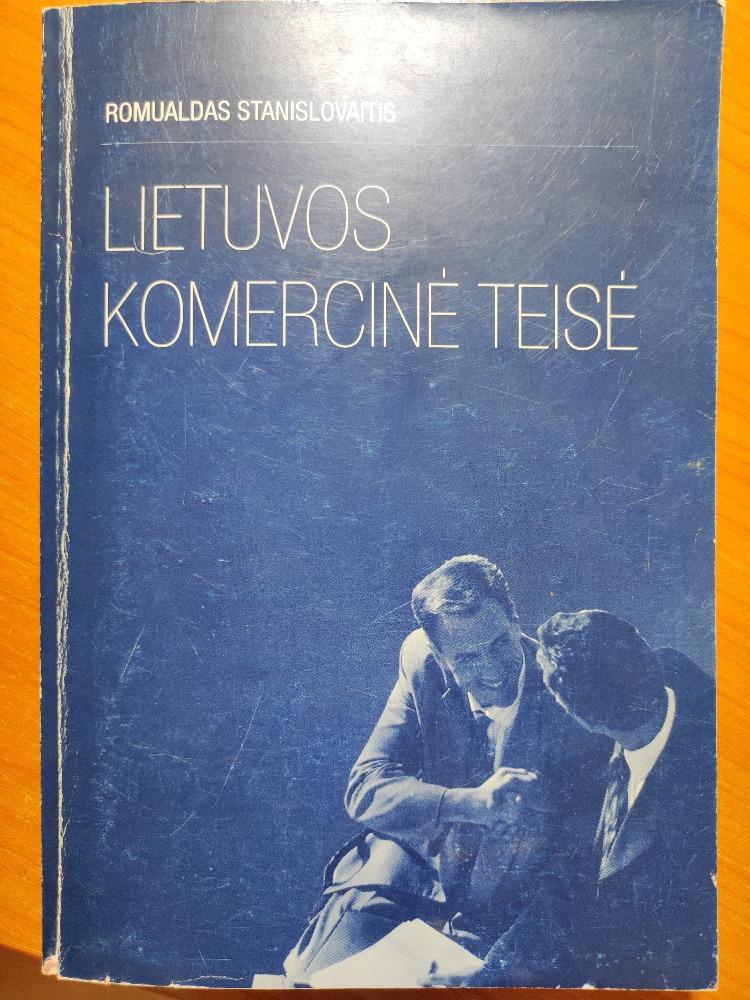 ROMUALDAS STANISLOVAITIS
LIETUVOS
KOMERCINĖ TEISĖ